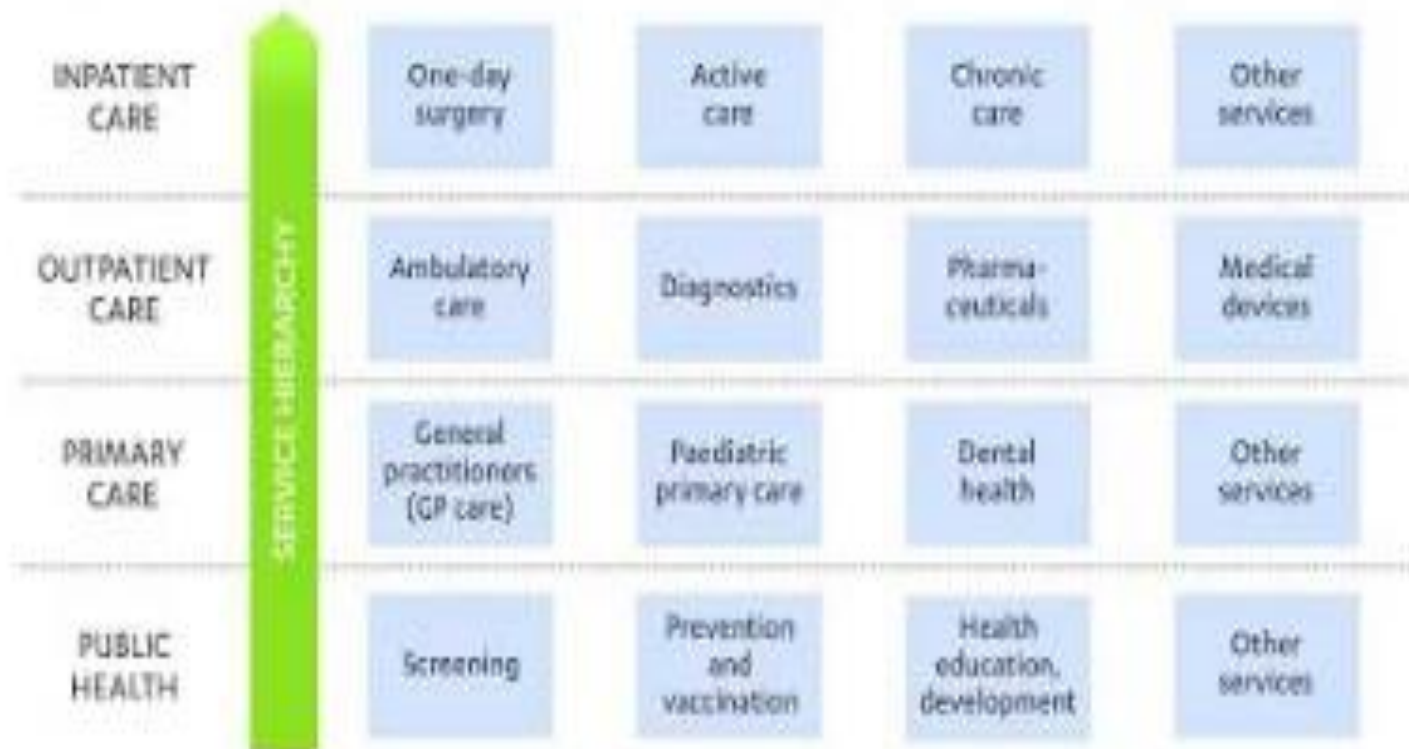 INPATIENT
CARE
One-day
surgery
Active
care
Chronic
care
Other
services
SERVICE HIERARCHY
OUTPATIENT
CARE
Ambulatory
care
Diagnostics
Pharma-
ceuticals
Medical
devices
PRIMARY
CARE
General
practitioners
(GP care)
Paediatric
primary care
Dental
health
Other
services
PUBLIC
HEALTH
Screening
Prevention
and
vaccination
Health
education,
development
Other
services